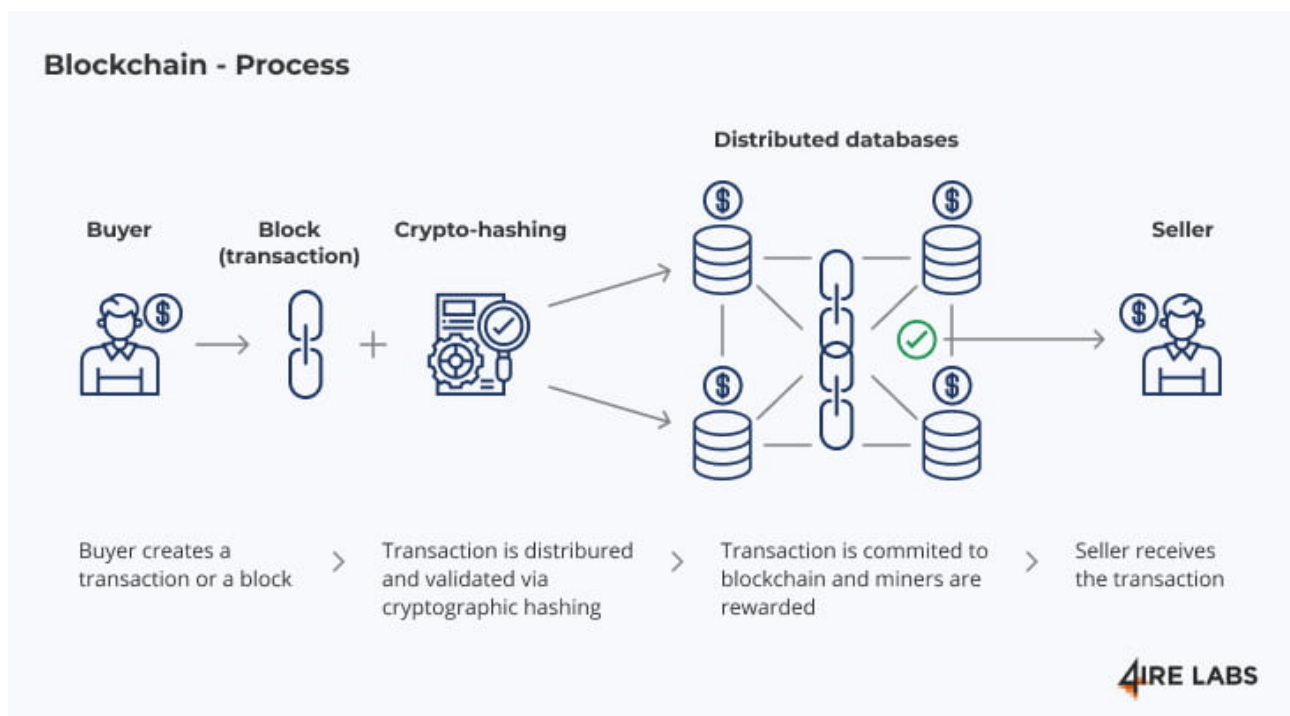 Blockchain - Process
Distributed databases
Buyer
Block
(transaction)
Crypto-hashing
Seller
Buyer creates a
transaction or a block
Transaction is distribured
and validated via
cryptographic hashing
Transaction is commited to
blockchain and miners are
rewarded
Seller receives
the transaction
4IRE LABS